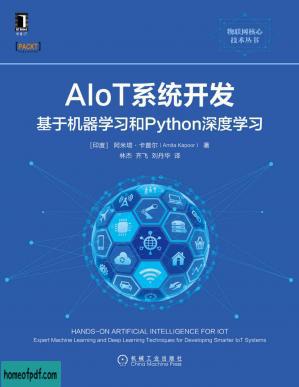 物联网核心
技术丛书
PACKT
AIoT系统开发
基于机器学习和Python深度学习
[印度] 阿米塔·卡普尔(Amita Kapoor) 著
林杰 齐飞 刘丹华 译
HANDS-ON ARTIFICIAL INTELLIGENCE FOR IOT
Expert Machine Learning and Deep Learning Techniques for Developing Smarter IoT Systems
机械工业出版社
homeofpdf.com